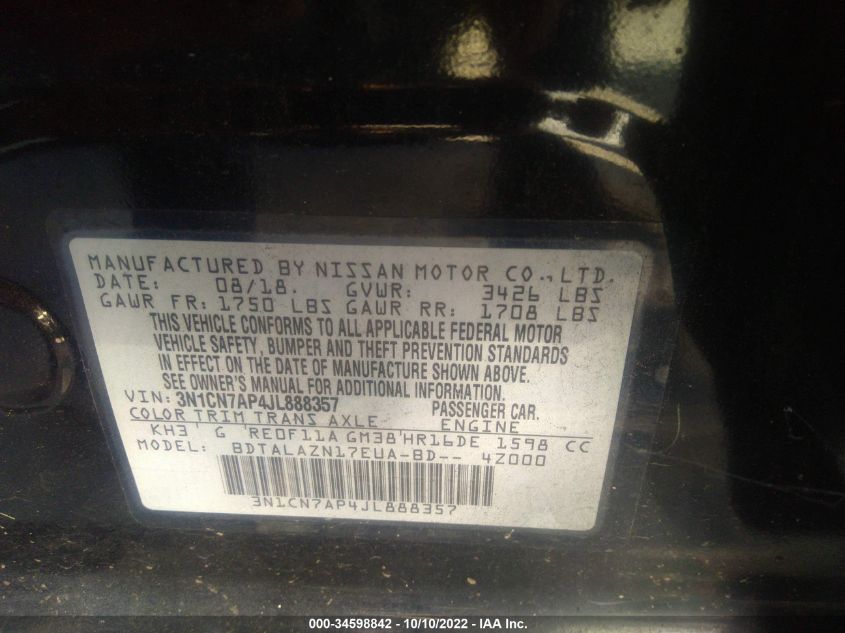 MANUFACTURED BY NISSAN MOTOR CO., LTD.
DATE: 08/18. GVWR: 3426 LBS
GAWR FR: 1750 LBS GAWR RR: 1708 LBS
THIS VEHICLE CONFORMS TO ALL APPLICABLE FEDERAL MOTOR
VEHICLE SAFETY, BUMPER AND THEFT PREVENTION STANDARDS
IN EFFECT ON THE DATE OF MANUFACTURE SHOWN ABOVE.
SEE OWNER'S MANUAL FOR ADDITIONAL INFORMATION.
VIN: 3N1CN7AP4JL888357 PASSENGER CAR.
COLOR TRIM TRANS AXLE ENGINE
KH3 G RE0F11A GM38 HR16DE 1598 CC
MODEL: BDTALAZN17EUA-BD-- 4Z000
3N1CN7AP4JL888357
000-34598842 - 10/10/2022 - IAA Inc.